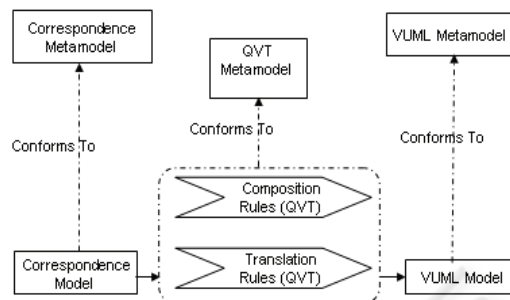 Correspondence
Metamodel
QVT
Metamodel
VUML Metamodel
Conforms To
Conforms To
Conforms To
Composition
Rules (QVT)
Correspondence
Model
Translation
Rules (QVT)
VUML Model